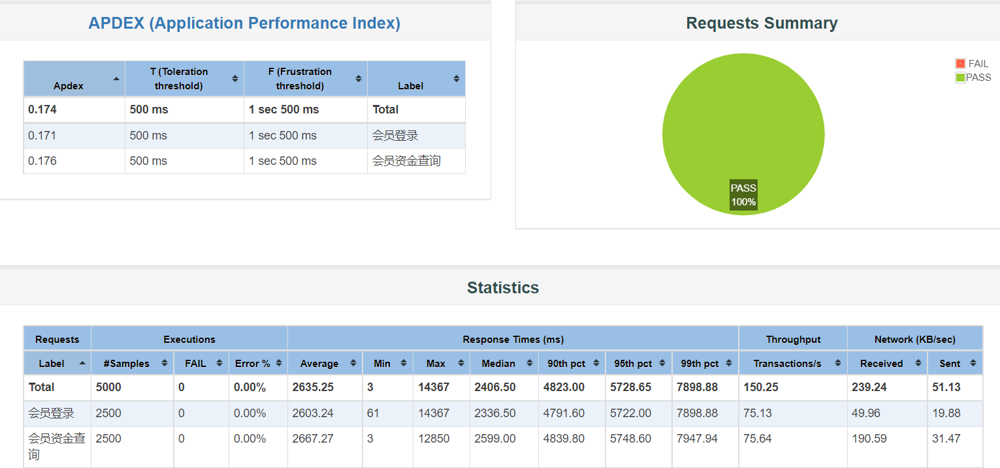 APDEX (Application Performance Index)
Apdex T (Toleration threshold) F (Frustration threshold) Label
0.174 500 ms 1 sec 500 ms Total
0.171 500 ms 1 sec 500 ms 会员登录
0.176 500 ms 1 sec 500 ms 会员资金查询
Requests Summary
FAIL
PASS
PASS
100%
Statistics
Requests Executions Response Times (ms) Throughput Network (KB/sec)
Label #Samples FAIL Error % Average Min Max Median 90th pct 95th pct 99th pct Transactions/s Received Sent
Total 5000 0 0.00% 2635.25 3 14367 2406.50 4823.00 5728.65 7898.88 150.25 239.24 51.13
会员登录 2500 0 0.00% 2603.24 61 14367 2336.50 4791.60 5722.00 7898.88 75.13 49.96 19.88
会员资金查询 2500 0 0.00% 2667.27 3 12850 2599.00 4839.80 5748.60 7947.94 75.64 190.59 31.47